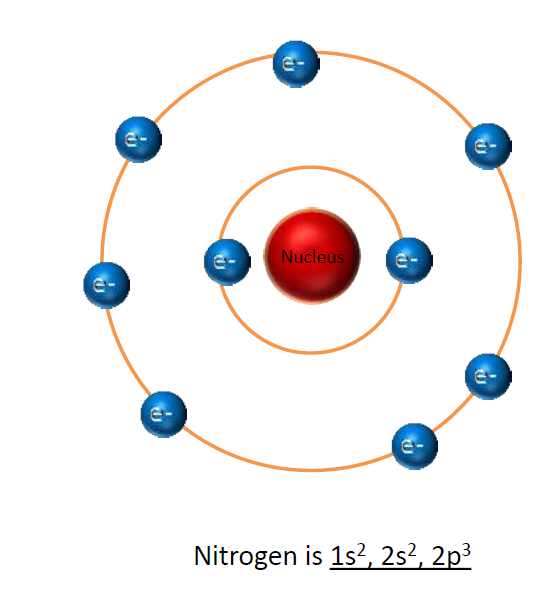 e-
e-
e-
e- Nucleus e-
e-
e-
e-
e-
Nitrogen is 1s², 2s², 2p³